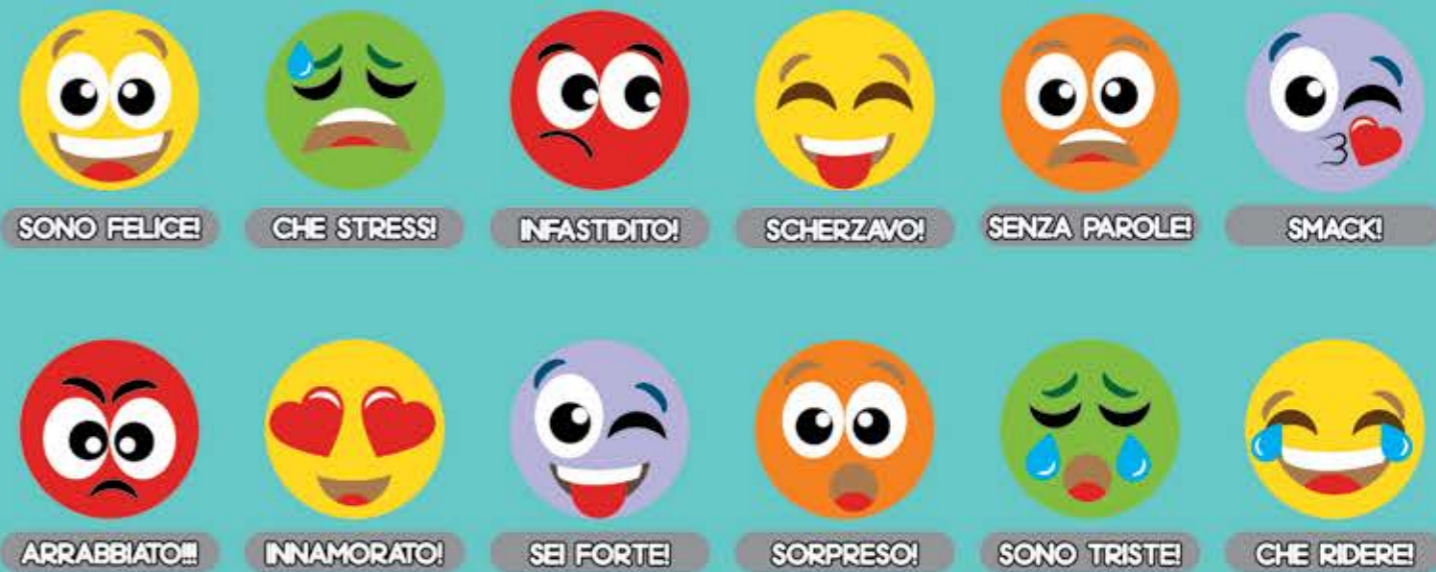 SONO FELICE!
CHE STRESS!
INFASTIDITO!
SCHERZAVO!
SENZA PAROLE!
SMACK!
ARRABBIATO!!!
INNAMORATO!
SEI FORTE!
SORPRESO!
SONO TRISTE!
CHE RIDERE!